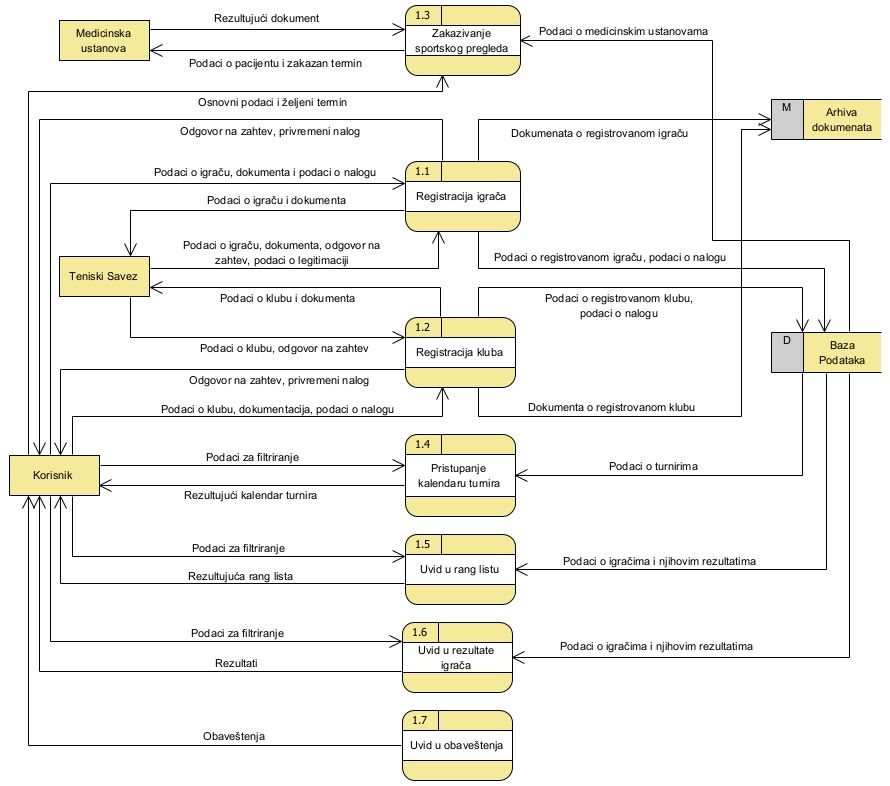 1.3
Rezultujući dokument
Medicinska
ustanova
Zakazivanje
sportskog pregleda
Podaci o medicinskim ustanovama
Podaci o pacijentu i zakazan termin
Osnovni podaci i željeni termin
M
Arhiva
dokumenata
Odgovor na zahtev, privremeni nalog
Dokumenata o registrovanom igraču
1.1
Podaci o igraču, dokumenta i podaci o nalogu
Registracija igrača
Podaci o igraču i dokumenta
Podaci o igraču, dokumenta, odgovor na
zahtev, podaci o legitimaciji
Podaci o registrovanom igraču, podaci o nalogu
Teniski Savez
Podaci o klubu i dokumenta
Podaci o registrovanom klubu,
podaci o nalogu
1.2
Podaci o klubu, odgovor na zahtev
Registracija kluba
D
Baza
Podataka
Odgovor na zahtev, privremeni nalog
Podaci o klubu, dokumentacija, podaci o nalogu
Dokumenta o registrovanom klubu
1.4
Podaci za filtriranje
Korisnik
Pristupanje
kalendaru turnira
Podaci o turnirima
Rezultujući kalendar turnira
1.5
Podaci za filtriranje
Uvid u rang listu
Podaci o igračima i njihovim rezultatima
Rezultujuća rang lista
1.6
Podaci za filtriranje
Uvid u rezultate
igrača
Podaci o igračima i njihovim rezultatima
Rezultati
1.7
Obaveštenja
Uvid u obaveštenja